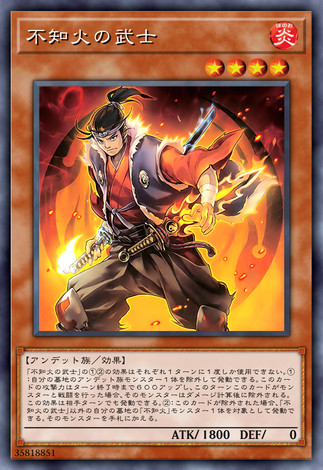 不知火の武士
ほのお
炎
【アンデット族／効果】
「不知火の武士」の①②の効果はそれぞれ１ターンに１度しか使用できない。①
：自分の墓地のアンデット族モンスター１体を除外して発動できる。このカー
ドの攻撃力はターン終了時まで６００アップし、このターンこのカードがモン
スターと戦闘を行った場合、そのモンスターはダメージ計算後に除外される。
この効果は相手ターンでも発動できる。②：このカードが除外された場合、「不
知火の武士」以外の自分の墓地の「不知火」モンスター１体を対象として発動で
きる。そのモンスターを手札に加える。
ATK/ 1800 DEF/ 0
35818851